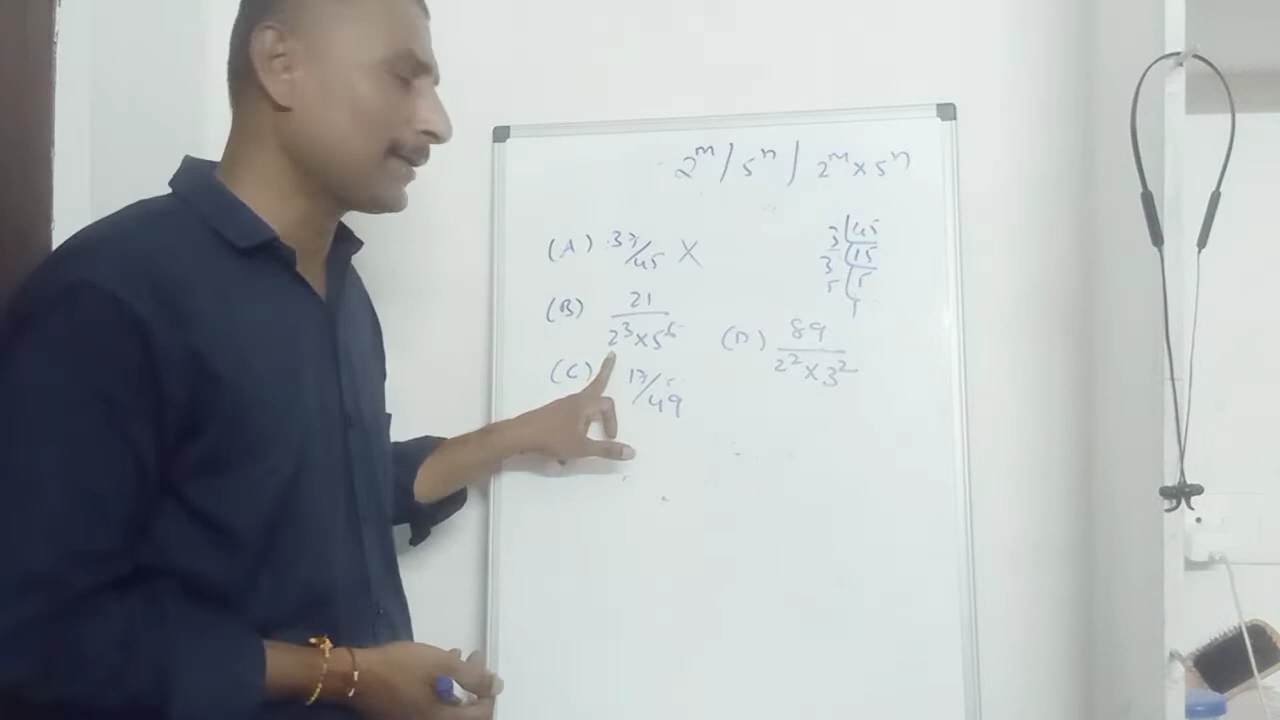 2^m / 5^n / 2^m × 5^n
(A) 37/45 ×
(B) 21 / 2^3 × 5^6
(C) 17/49
(D) 89 / 2^2 × 3^2
3 | 45
3 | 15
5 | 5
1